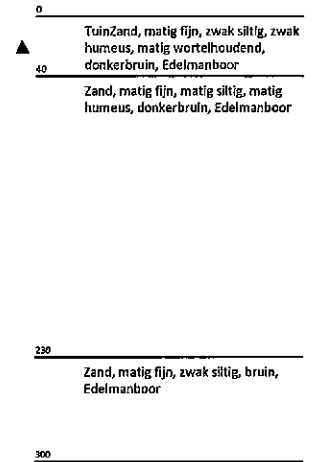 0
TuinZand, matig fijn, zwak siltig, zwak
humeus, matig wortelhoudend,
donkerbruin, Edelmanboor
40
Zand, matig fijn, matig siltig, matig
humeus, donkerbruin, Edelmanboor
230
Zand, matig fijn, zwak siltig, bruin,
Edelmanboor
300